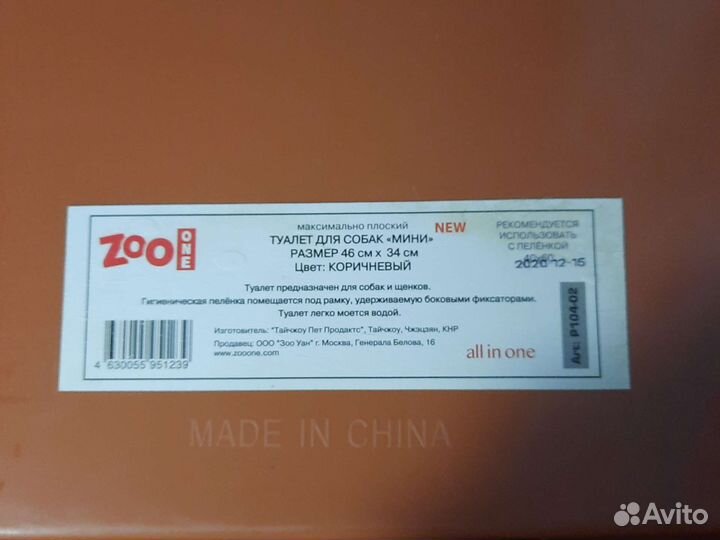 ZOO ONE
максимально плоский NEW
ТУАЛЕТ ДЛЯ СОБАК «МИНИ»
РАЗМЕР 46 см х 34 см
Цвет: КОРИЧНЕВЫЙ
РЕКОМЕНДУЕТСЯ
ИСПОЛЬЗОВАТЬ
С ПЕЛЁНКОЙ
40х60
2020 12-15
Туалет предназначен для собак и щенков.
Гигиеническая пелёнка помещается под рамку, удерживаемую боковыми фиксаторами.
Туалет легко моется водой.
Изготовитель: "Тайчжоу Пет Продактс", Тайчжоу, Чжэцзян, КНР
Продавец: ООО "Зоо Уан" г. Москва, Генерала Белова, 16
www.zooone.com
all in one
Арт: P104-02
4 630055 951239
MADE IN CHINA
Avito